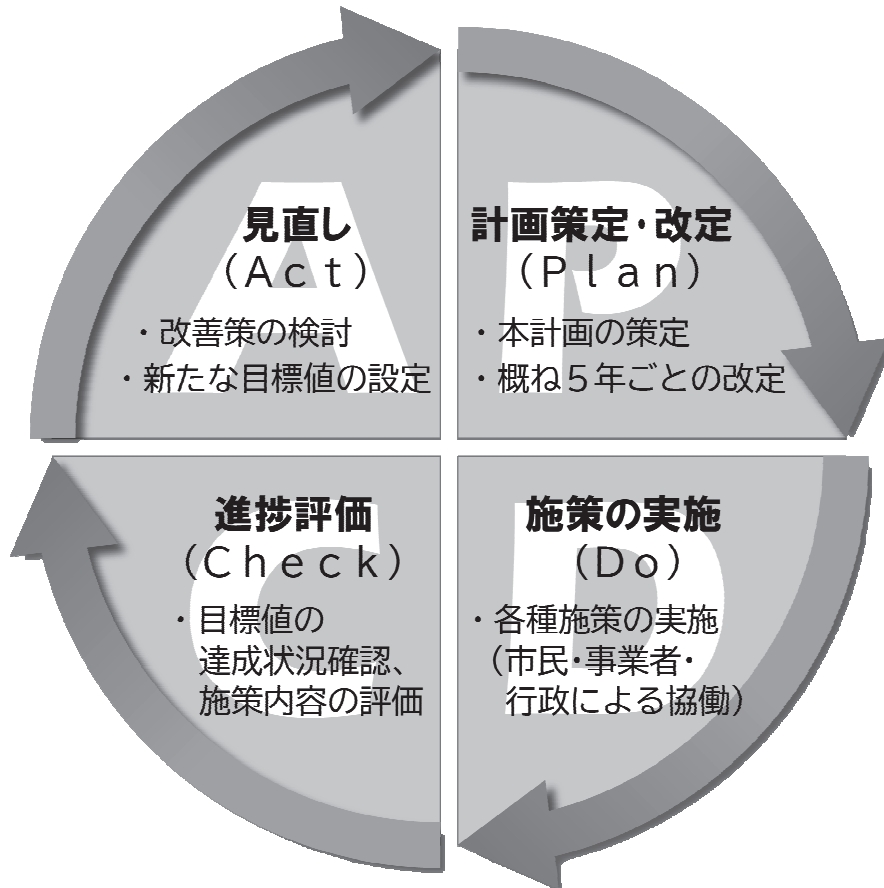 A
見直し
（Ａｃｔ）
・改善策の検討
・新たな目標値の設定
P
計画策定・改定
（Ｐｌａｎ）
・本計画の策定
・概ね５年ごとの改定
C
進捗評価
（Ｃｈｅｃｋ）
・目標値の
達成状況確認、
施策内容の評価
D
施策の実施
（Ｄｏ）
・各種施策の実施
（市民・事業者・
行政による協働）